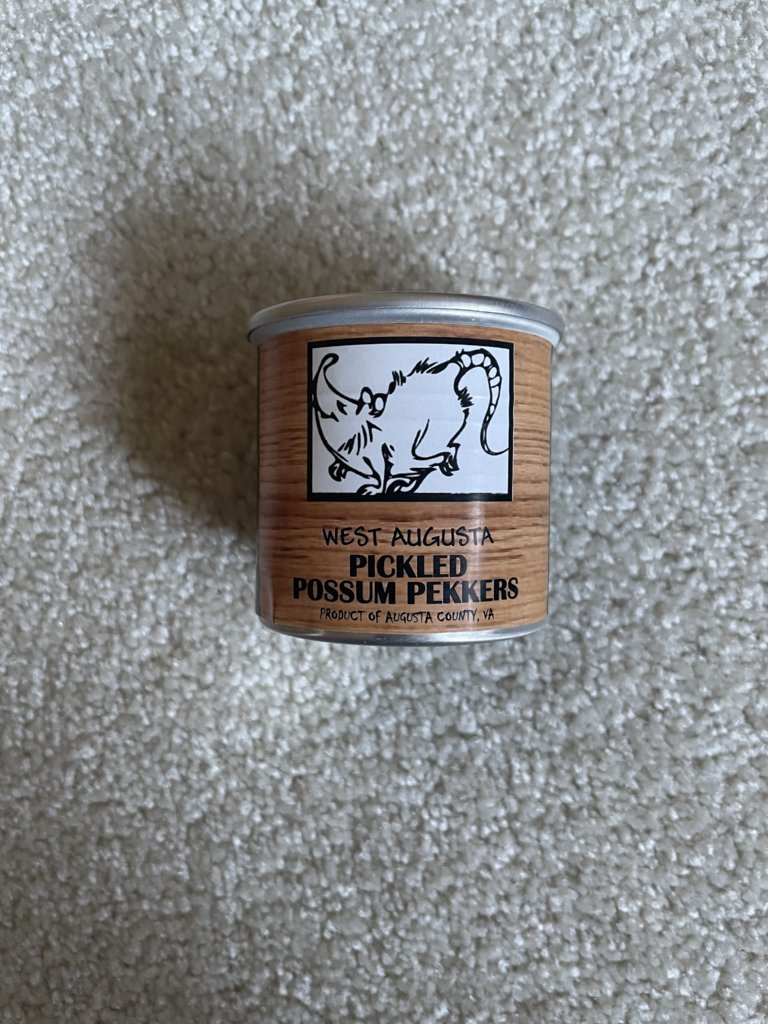 WEST AUGUSTA
PICKLED
POSSUM PEKKERS
PRODUCT OF AUGUSTA COUNTY, VA